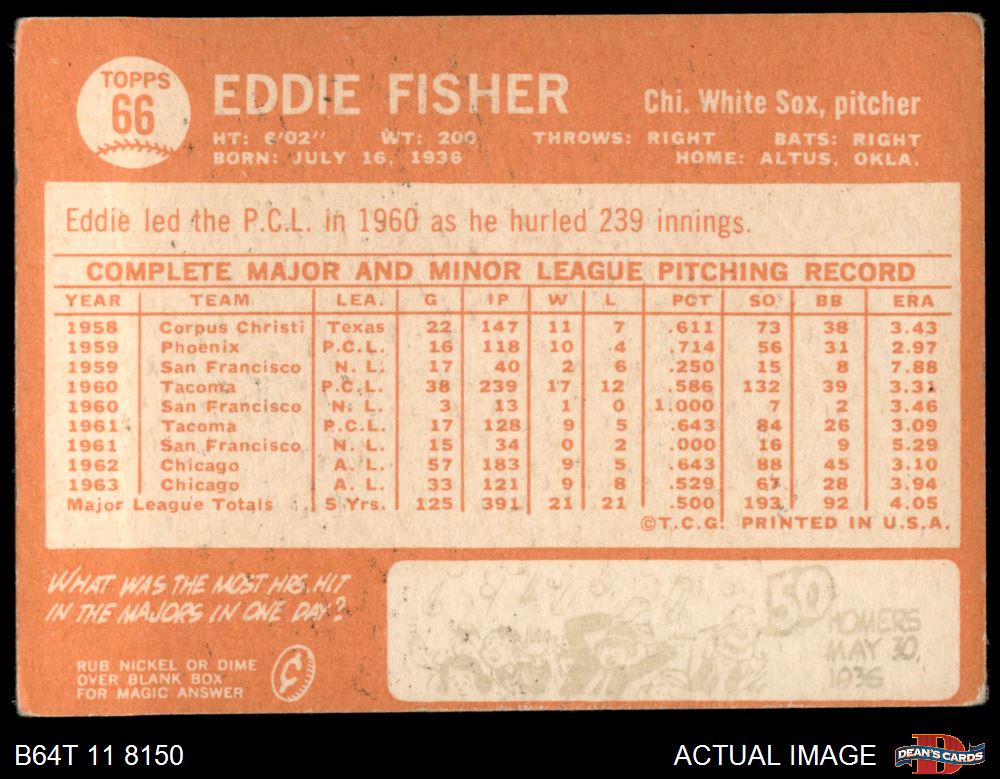 TOPPS
66
EDDIE FISHER
Chi. White Sox, pitcher
HT: 6'02" WT: 200 THROWS: RIGHT BATS: RIGHT
BORN: JULY 16, 1936 HOME: ALTUS, OKLA.
Eddie led the P.C.L. in 1960 as he hurled 239 innings.
COMPLETE MAJOR AND MINOR LEAGUE PITCHING RECORD
YEAR TEAM LEA. G IP W L PCT SO BB ERA
1958 Corpus Christi Texas 22 147 11 7 .611 73 38 3.43
1959 Phoenix P.C.L. 16 118 10 4 .714 56 31 2.97
1959 San Francisco N. L. 17 40 2 6 .250 15 8 7.88
1960 Tacoma P.C.L. 38 239 17 12 .586 132 39 3.31
1960 San Francisco N. L. 3 13 1 0 1.000 7 2 3.46
1961 Tacoma P.C.L. 17 128 9 5 .643 84 26 3.09
1961 San Francisco N. L. 15 34 0 2 .000 16 9 5.29
1962 Chicago A. L. 57 183 9 5 .643 88 45 3.10
1963 Chicago A. L. 33 121 9 8 .529 67 28 3.94
Major League Totals 5 Yrs. 125 391 21 21 .500 193 92 4.05
©T.C.G. PRINTED IN U.S.A.
WHAT WAS THE MOST HRS. HIT
IN THE MAJORS IN ONE DAY?
RUB NICKEL OR DIME
OVER BLANK BOX
FOR MAGIC ANSWER
50
HOMERS
MAY 30,
1936
B64T 11 8150
ACTUAL IMAGE
DEAN'S CARDS